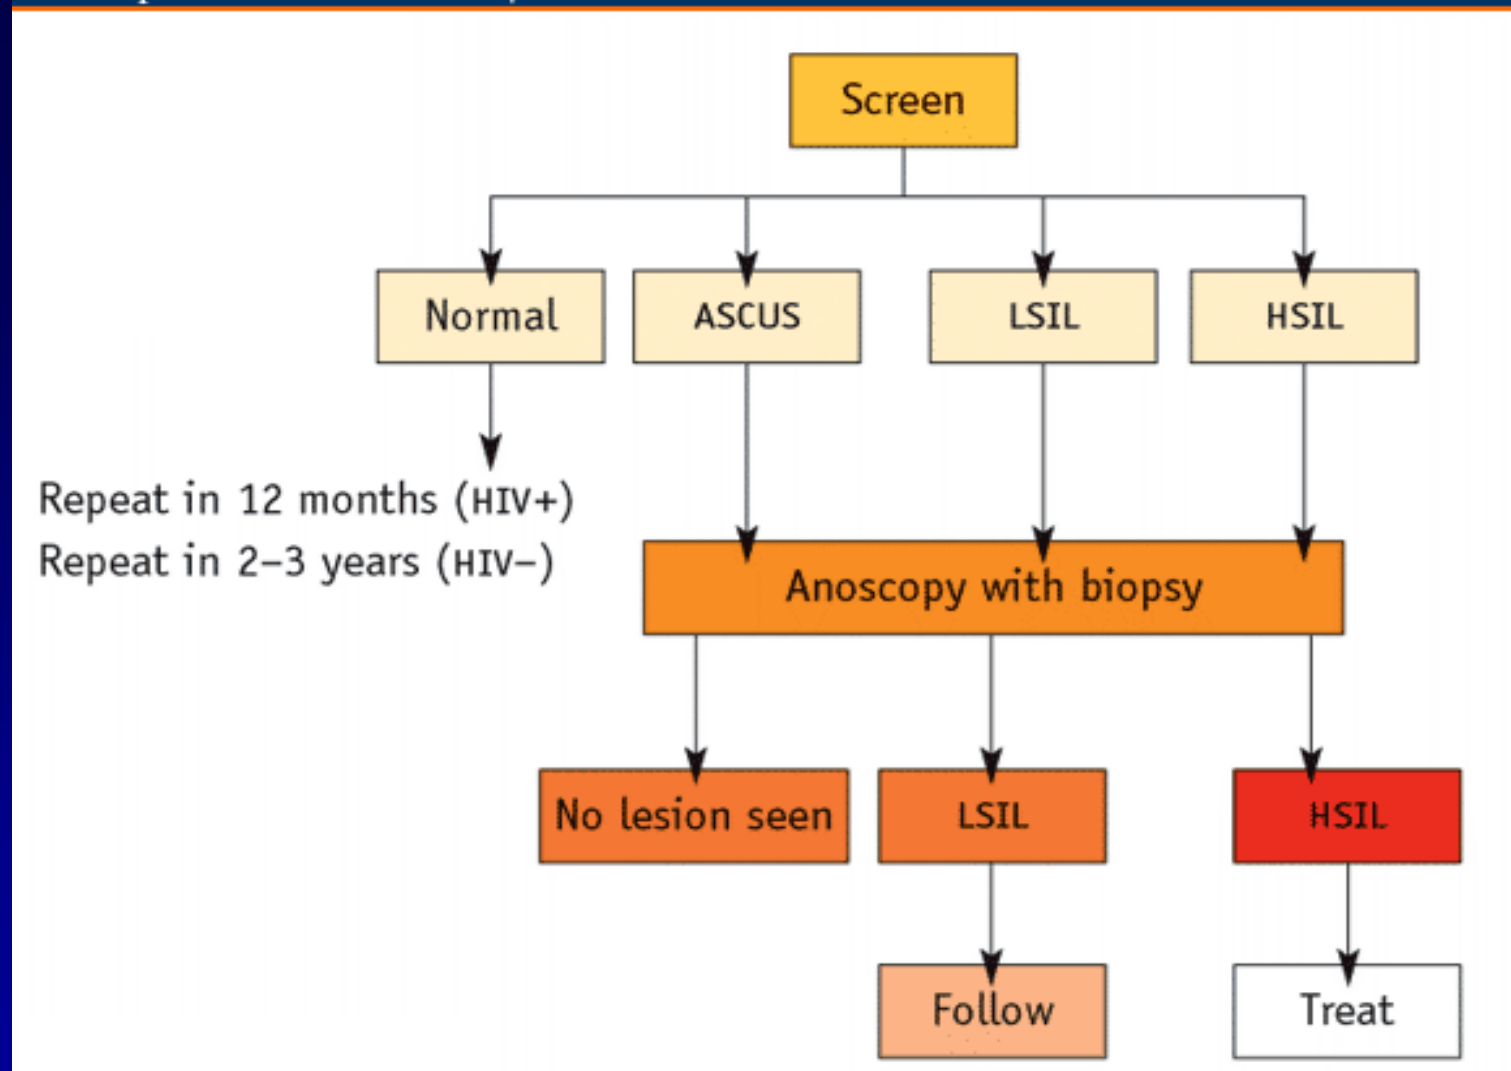 Screen
Normal
ASCUS
LSIL
HSIL
Repeat in 12 months (HIV+)
Repeat in 2–3 years (HIV–)
Anoscopy with biopsy
No lesion seen
LSIL
HSIL
Follow
Treat